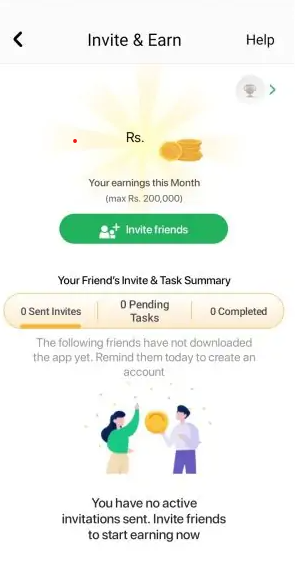 Invite & Earn
Help
Rs.
Your earnings this Month
(max Rs. 200,000)
Invite friends
Your Friend's Invite & Task Summary
0 Sent Invites
0 Pending
Tasks
0 Completed
The following friends have not downloaded
the app yet. Remind them today to create an
account
You have no active
invitations sent. Invite friends
to start earning now